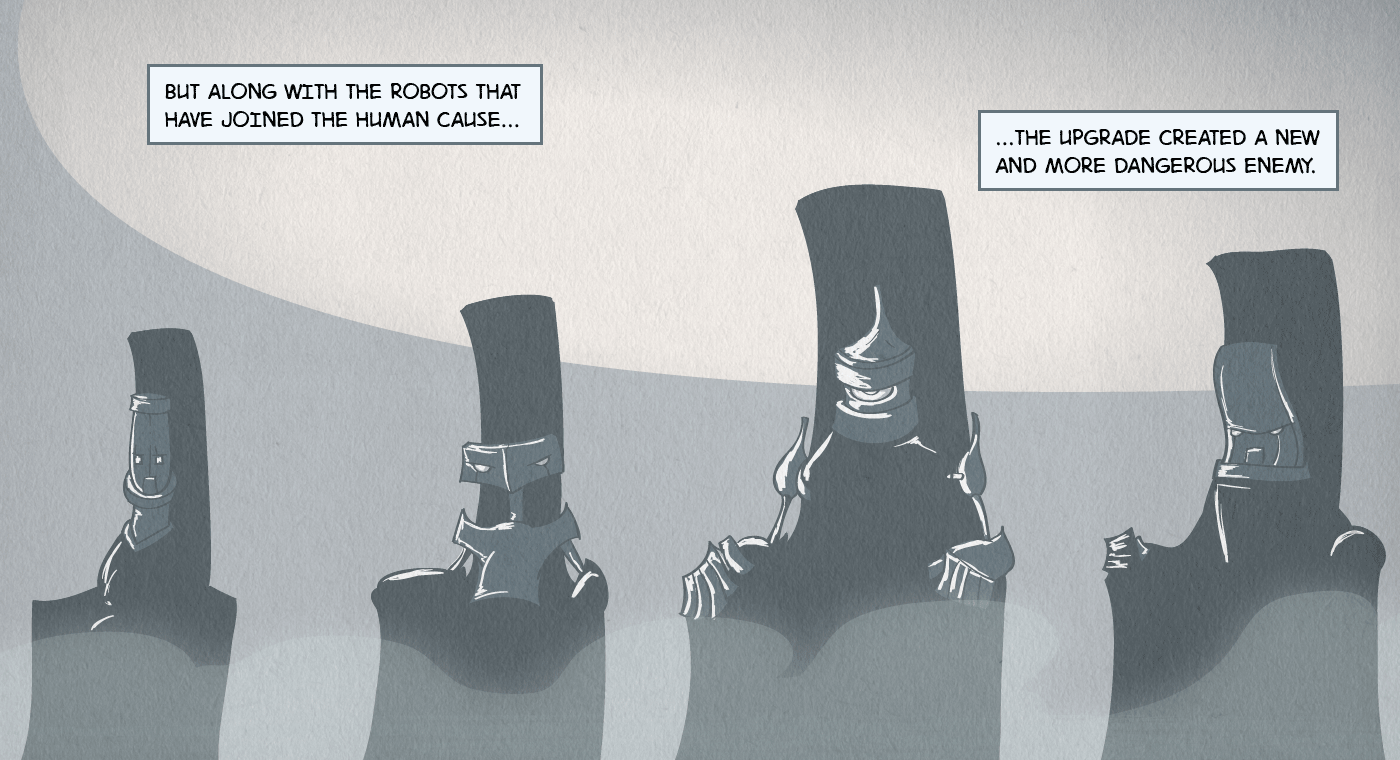 BUT ALONG WITH THE ROBOTS THAT
HAVE JOINED THE HUMAN CAUSE...
...THE UPGRADE CREATED A NEW
AND MORE DANGEROUS ENEMY.